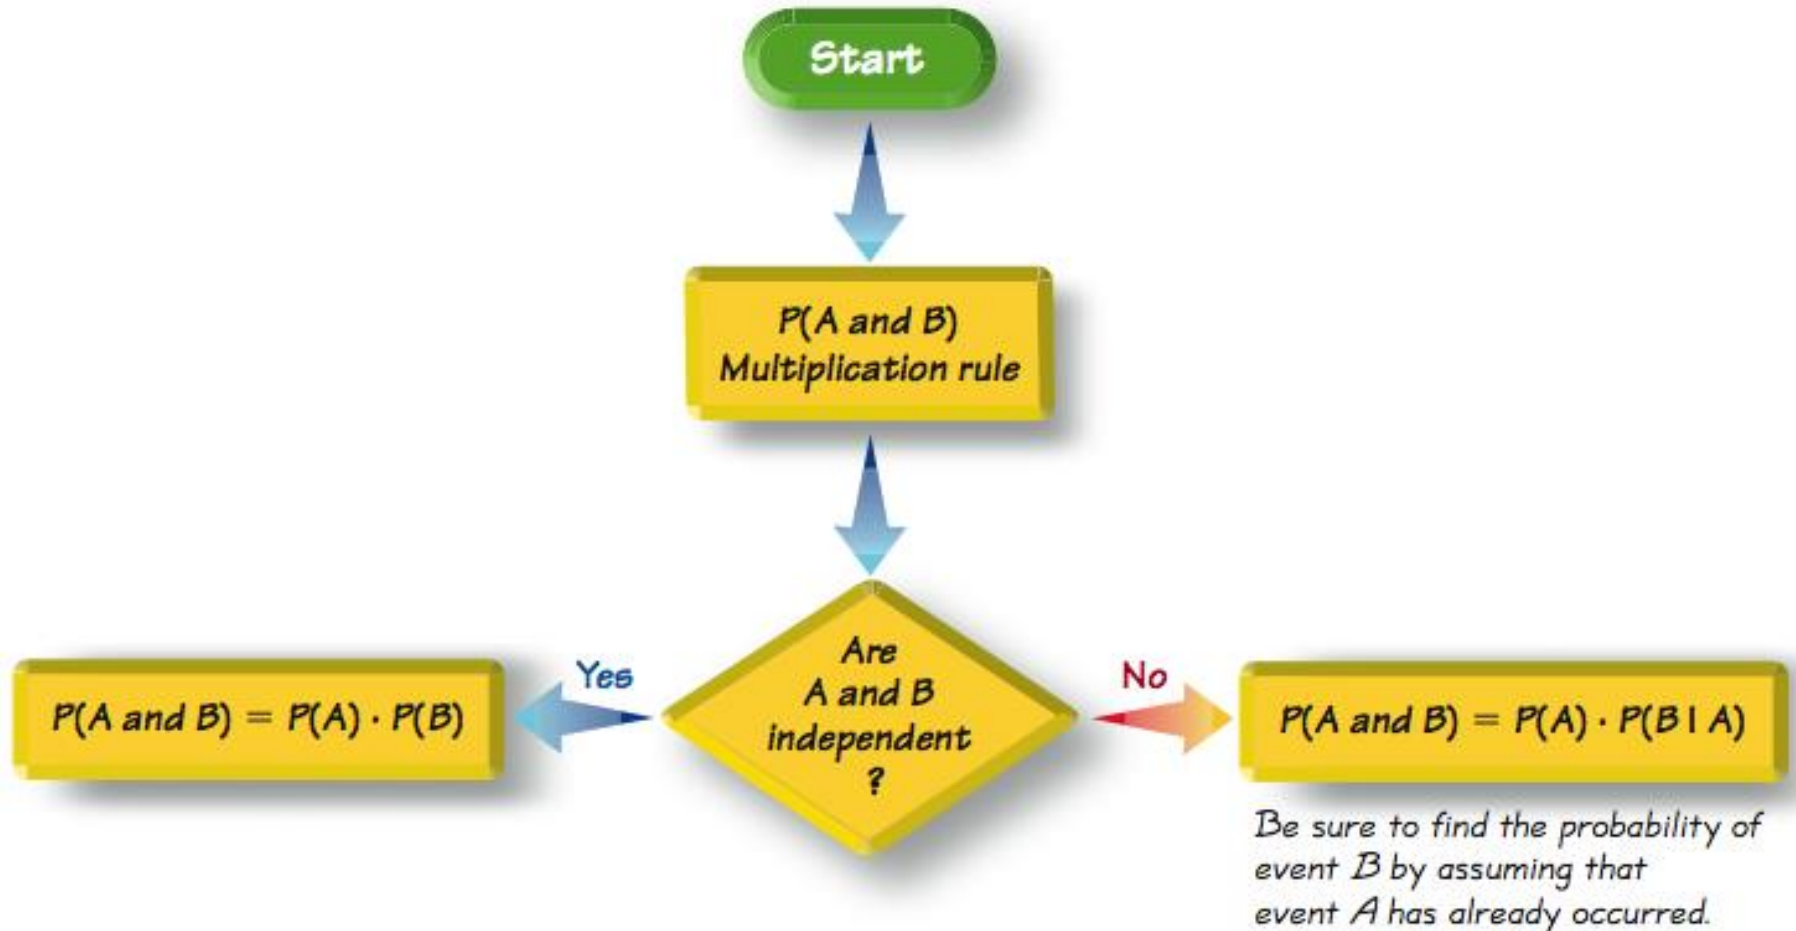 Start
P(A and B)
Multiplication rule
Are
A and B
independent
?
Yes
P(A and B) = P(A) · P(B)
No
P(A and B) = P(A) · P(B | A)
Be sure to find the probability of
event B by assuming that
event A has already occurred.